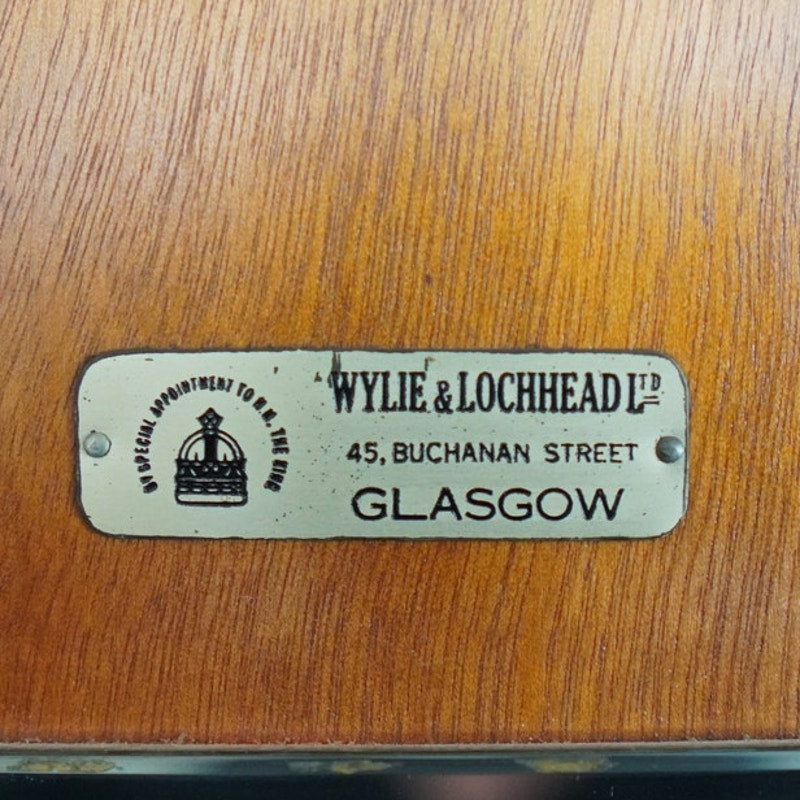 BY SPECIAL APPOINTMENT TO H.M. THE KING
WYLIE & LOCHHEAD LTD
45, BUCHANAN STREET
GLASGOW